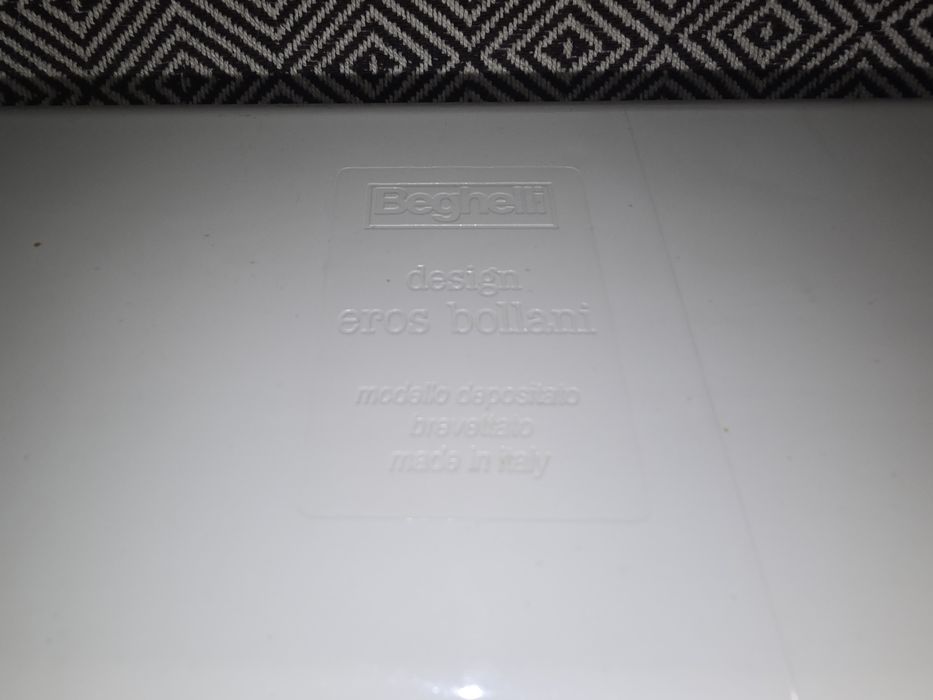 Beghelli
design
eros bollani
modello depositato
brevettato
made in italy